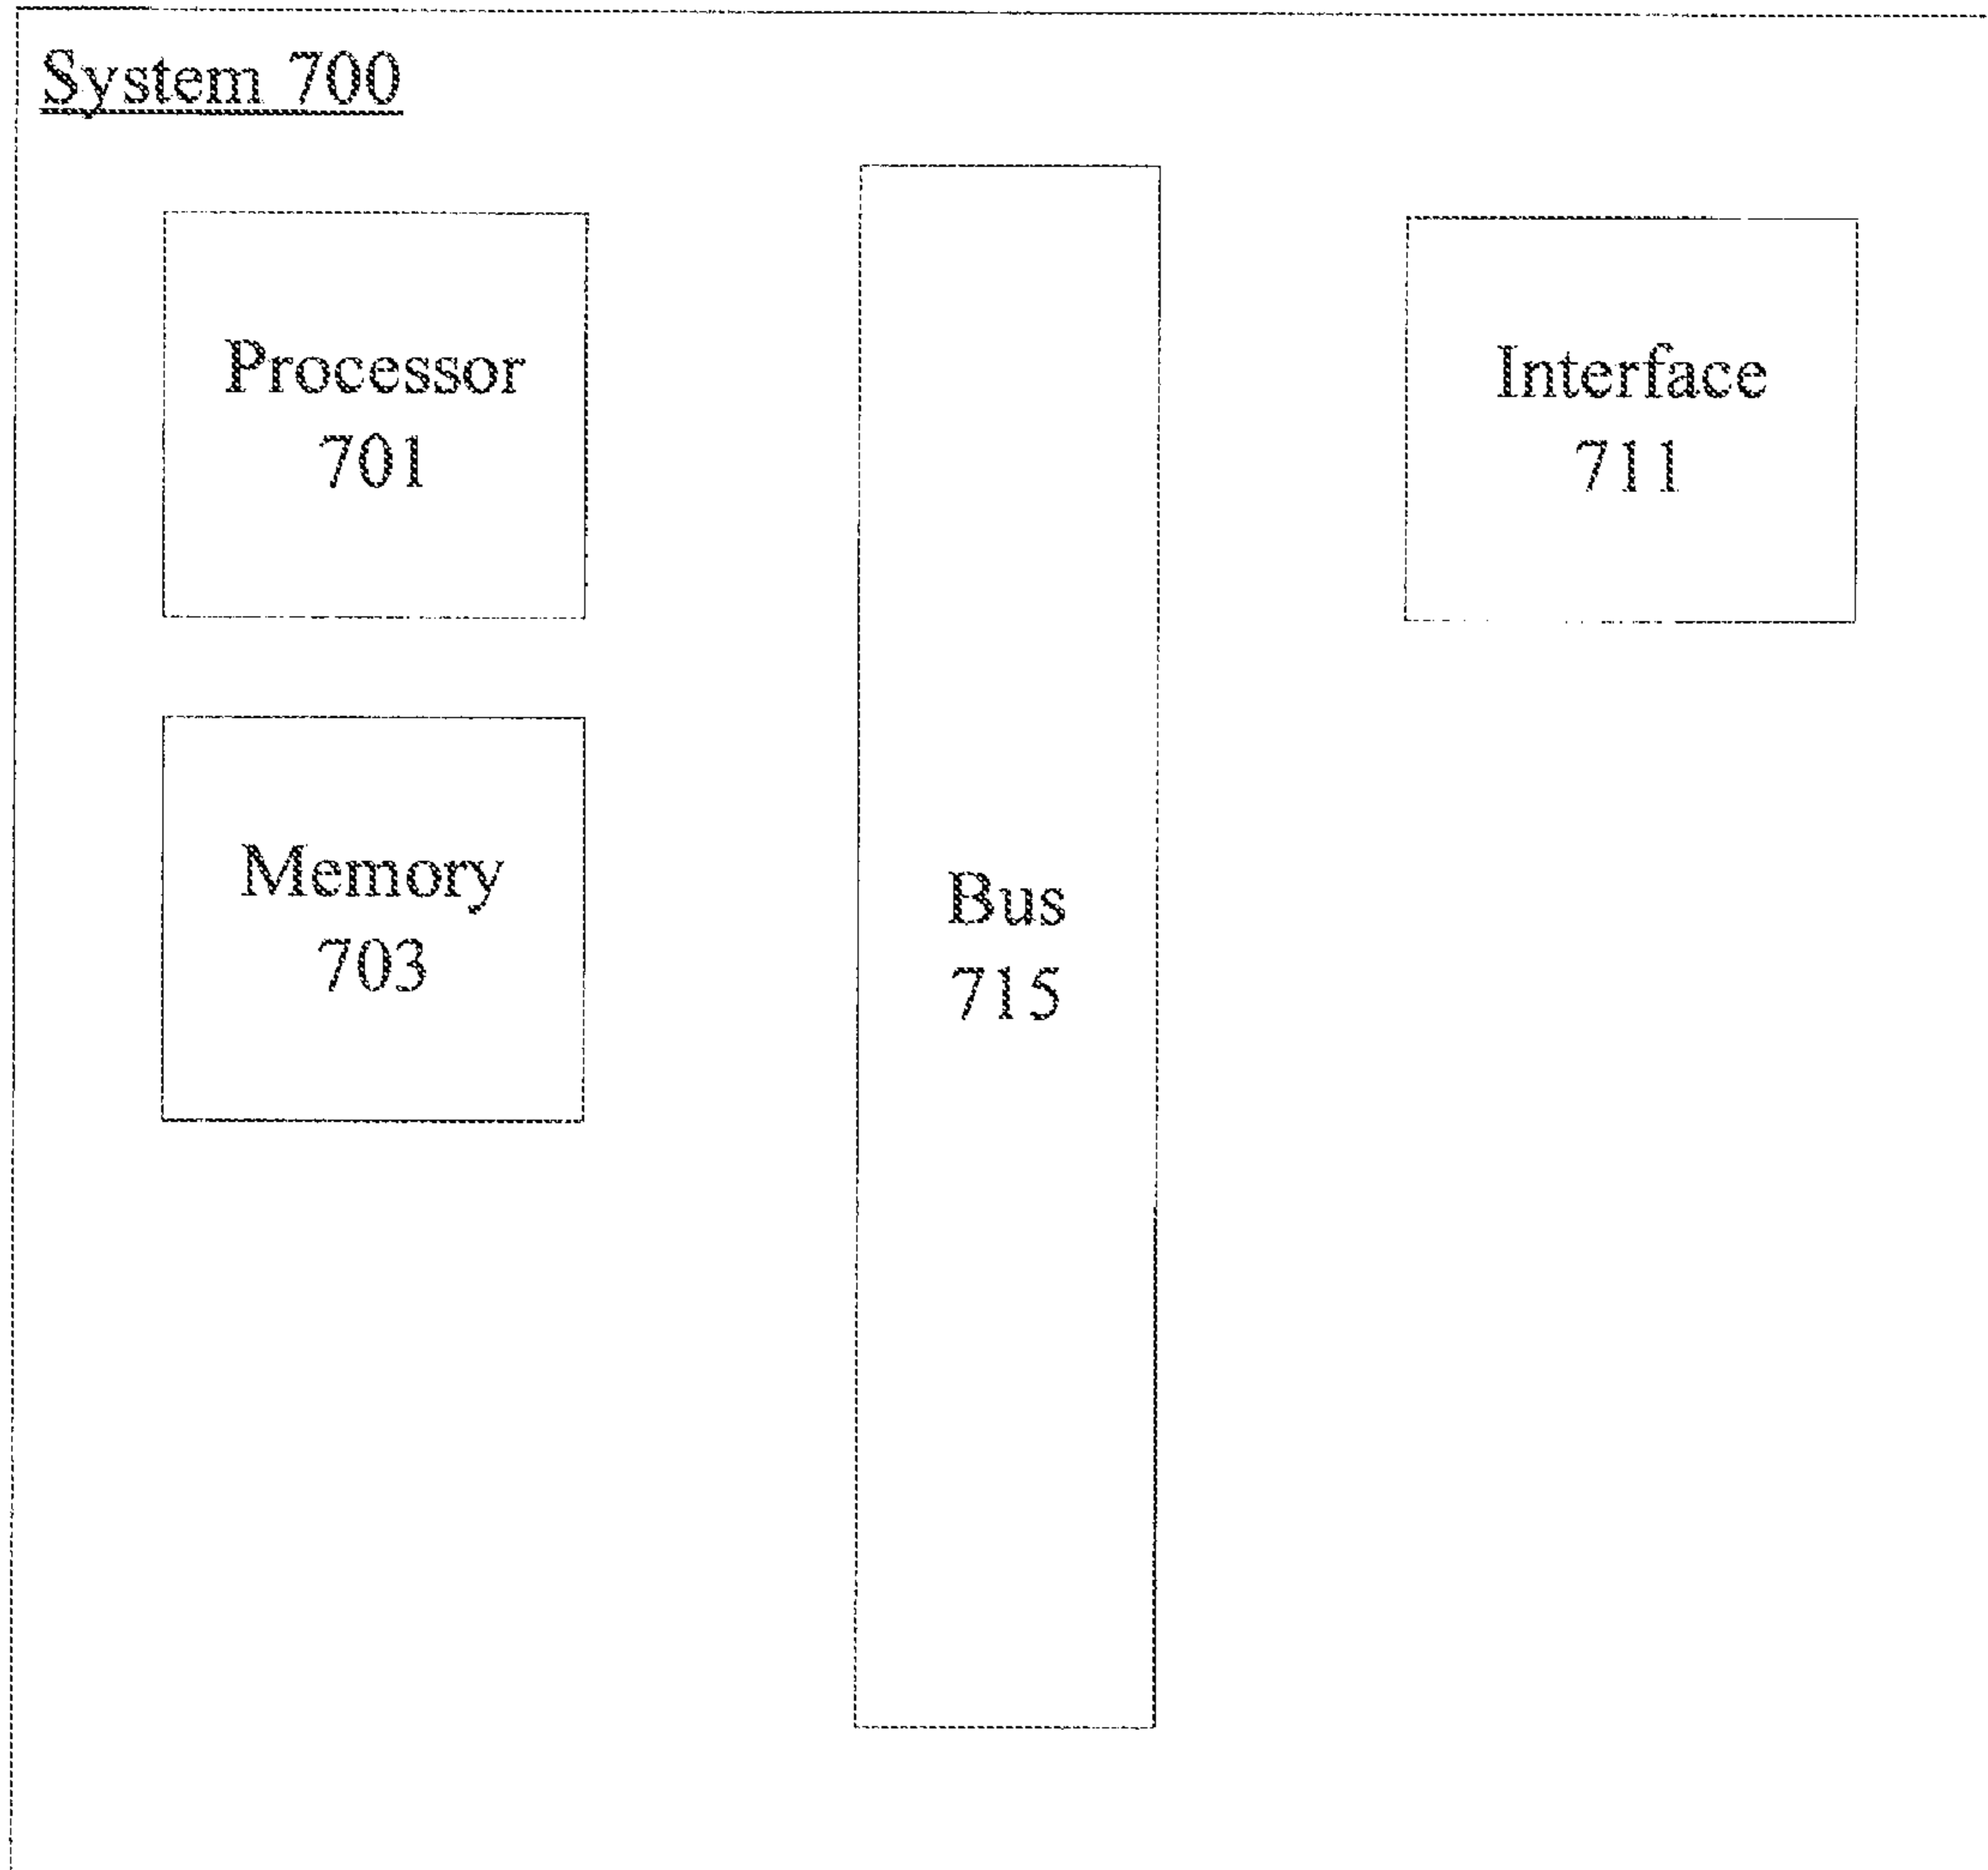 System 700
Processor
701
Interface
711
Memory
703
Bus
715